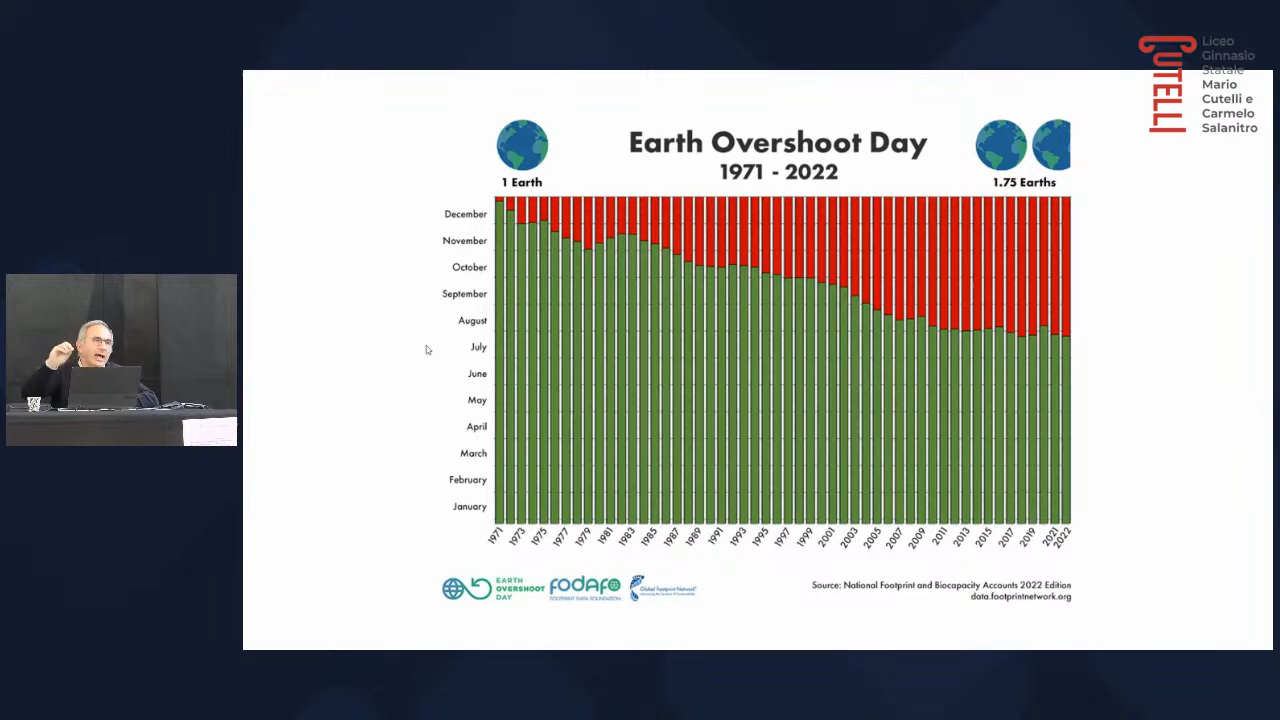 CUTELLI
Liceo
Ginnasio
Statale
Mario
Cutelli e
Carmelo
Salanitro
Earth Overshoot Day
1971 - 2022
1 Earth
1.75 Earths
December
November
October
September
August
July
June
May
April
March
February
January
1971 1973 1975 1977 1979 1981 1983 1985 1987 1989 1991 1993 1995 1997 1999 2001 2003 2005 2007 2009 2011 2013 2015 2017 2019 2021 2022
EARTH
OVERSHOOT
DAY
fodafo
FOOTPRINT DATA FOUNDATION
Global Footprint Network
Source: National Footprint and Biocapacity Accounts 2022 Edition
data.footprintnetwork.org